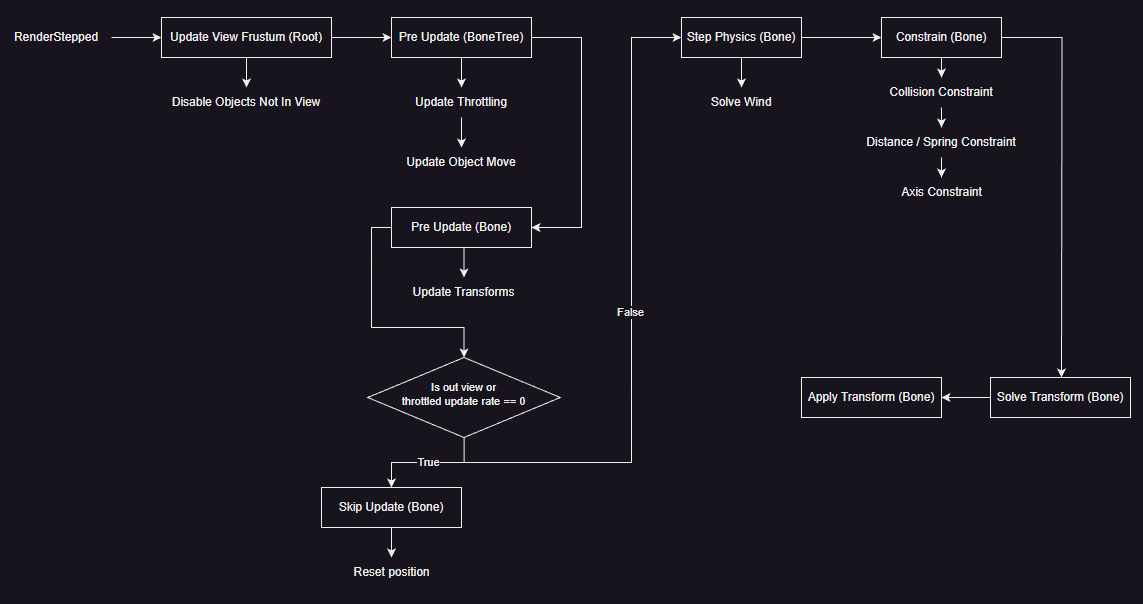 RenderStepped
Update View Frustum (Root)
Disable Objects Not In View
Pre Update (BoneTree)
Update Throttling
Update Object Move
Pre Update (Bone)
Update Transforms
Is out view or
throttled update rate == 0
True
Skip Update (Bone)
Reset position
False
Step Physics (Bone)
Solve Wind
Constrain (Bone)
Collision Constraint
Distance / Spring Constraint
Axis Constraint
Solve Transform (Bone)
Apply Transform (Bone)